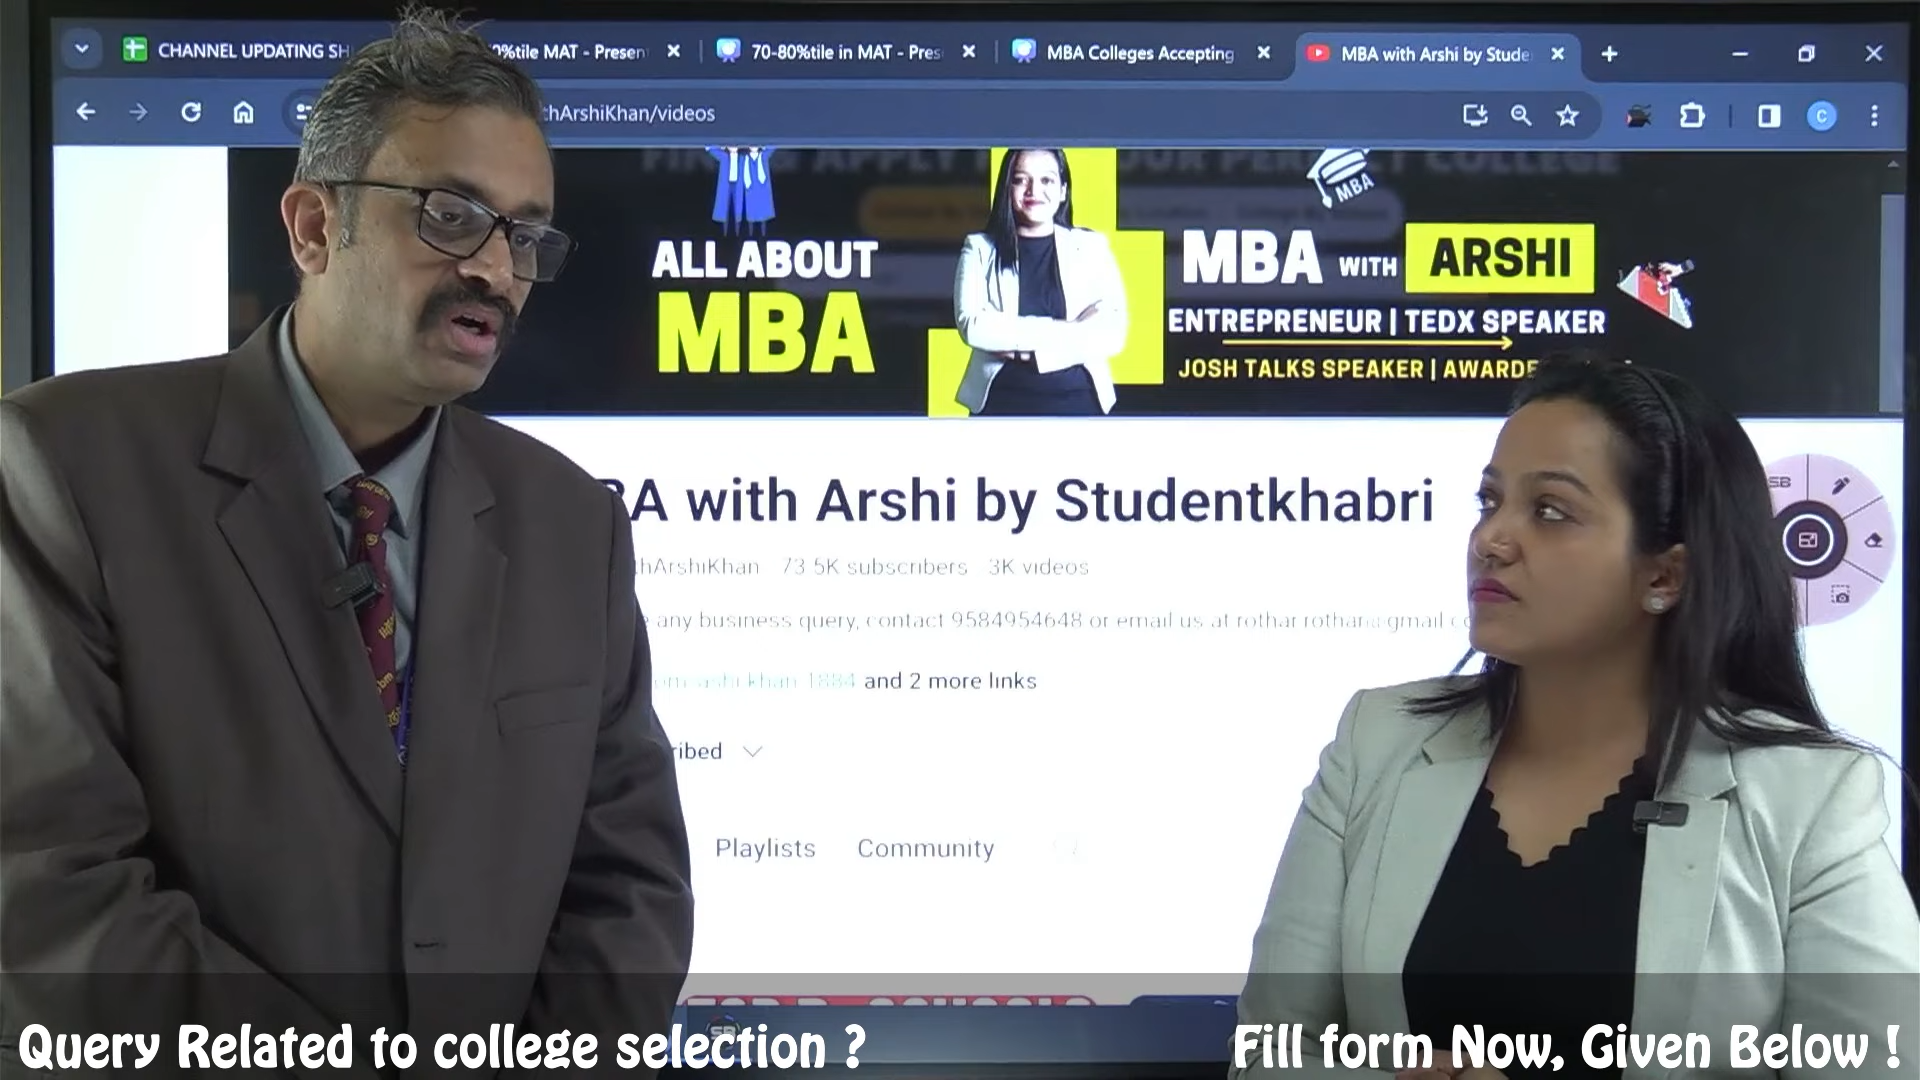 CHANNEL UPDATING SH
0%tile MAT - Presen
70-80%tile in MAT - Pres
MBA Colleges Accepting
MBA with Arshi by Stude
thArshiKhan/videos
C
MBA
ALL ABOUT
MBA
MBA WITH ARSHI
ENTREPRENEUR | TEDX SPEAKER
JOSH TALKS SPEAKER | AWARDE
BA with Arshi by Studentkhabri
thArshiKhan 73.5K subscribers 3K videos
any business query, contact 9584954648 or email us at
and 2 more links
ribed
Playlists Community
Query Related to college selection ?
Fill form Now, Given Below !